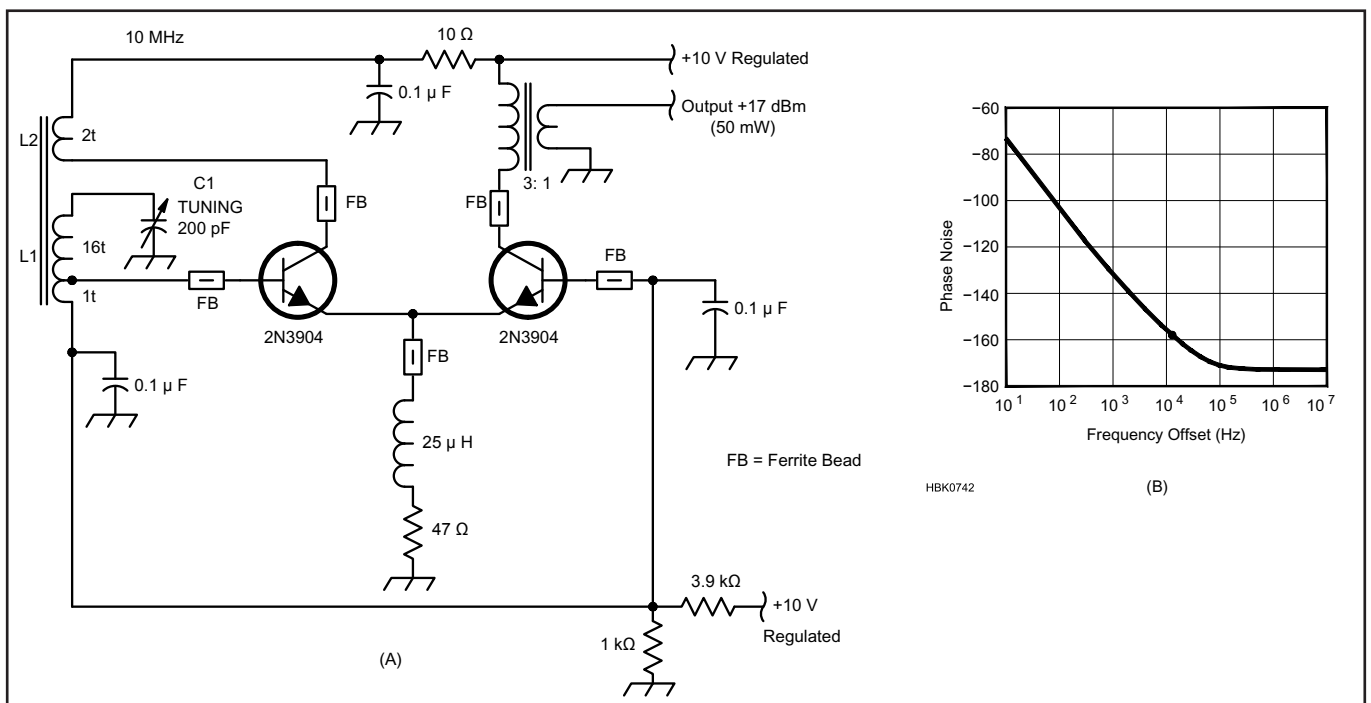 10 MHz
10 Ω
+10 V Regulated
0.1 µ F
Output +17 dBm
(50 mW)
L2
2t
3: 1
C1
TUNING
200 pF
FB
FB
L1
16t
1t
FB
FB
2N3904
2N3904
0.1 µ F
FB
0.1 µ F
25 µ H
FB = Ferrite Bead
47 Ω
3.9 kΩ
+10 V
Regulated
1 kΩ
(A)
−60
−80
−100
−120
−140
−160
−180
Phase Noise
10 1
10 2
10 3
10 4
10 5
10 6
10 7
Frequency Offset (Hz)
HBK0742
(B)